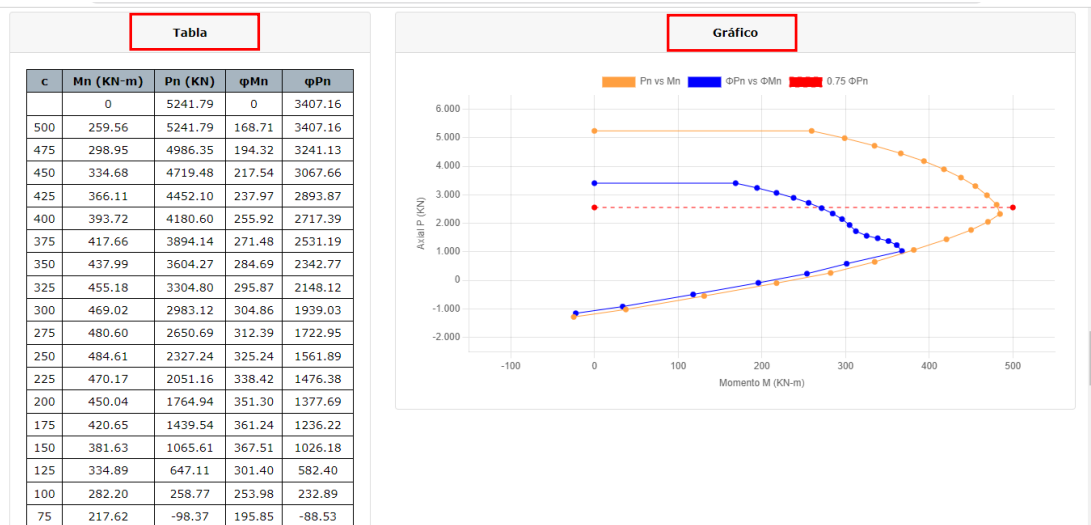 Tabla
c Mn (KN-m) Pn (KN) φMn φPn
0 5241.79 0 3407.16
500 259.56 5241.79 168.71 3407.16
475 298.95 4986.35 194.32 3241.13
450 334.68 4719.48 217.54 3067.66
425 366.11 4452.10 237.97 2893.87
400 393.72 4180.60 255.92 2717.39
375 417.66 3894.14 271.48 2531.19
350 437.99 3604.27 284.69 2342.77
325 455.18 3304.80 295.87 2148.12
300 469.02 2983.12 304.86 1939.03
275 480.60 2650.69 312.39 1722.95
250 484.61 2327.24 325.24 1561.89
225 470.17 2051.16 338.42 1476.38
200 450.04 1764.94 351.30 1377.69
175 420.65 1439.54 361.24 1236.22
150 381.63 1065.61 367.51 1026.18
125 334.89 647.11 301.40 582.40
100 282.20 258.77 253.98 232.89
75 217.62 -98.37 195.85 -88.53
Gráfico
Pn vs Mn ΦPn vs ΦMn 0.75 ΦPn
6.000
5.000
4.000
3.000
2.000
1.000
0
-1.000
-2.000
Axial P (KN)
-100 0 100 200 300 400 500
Momento M (KN-m)